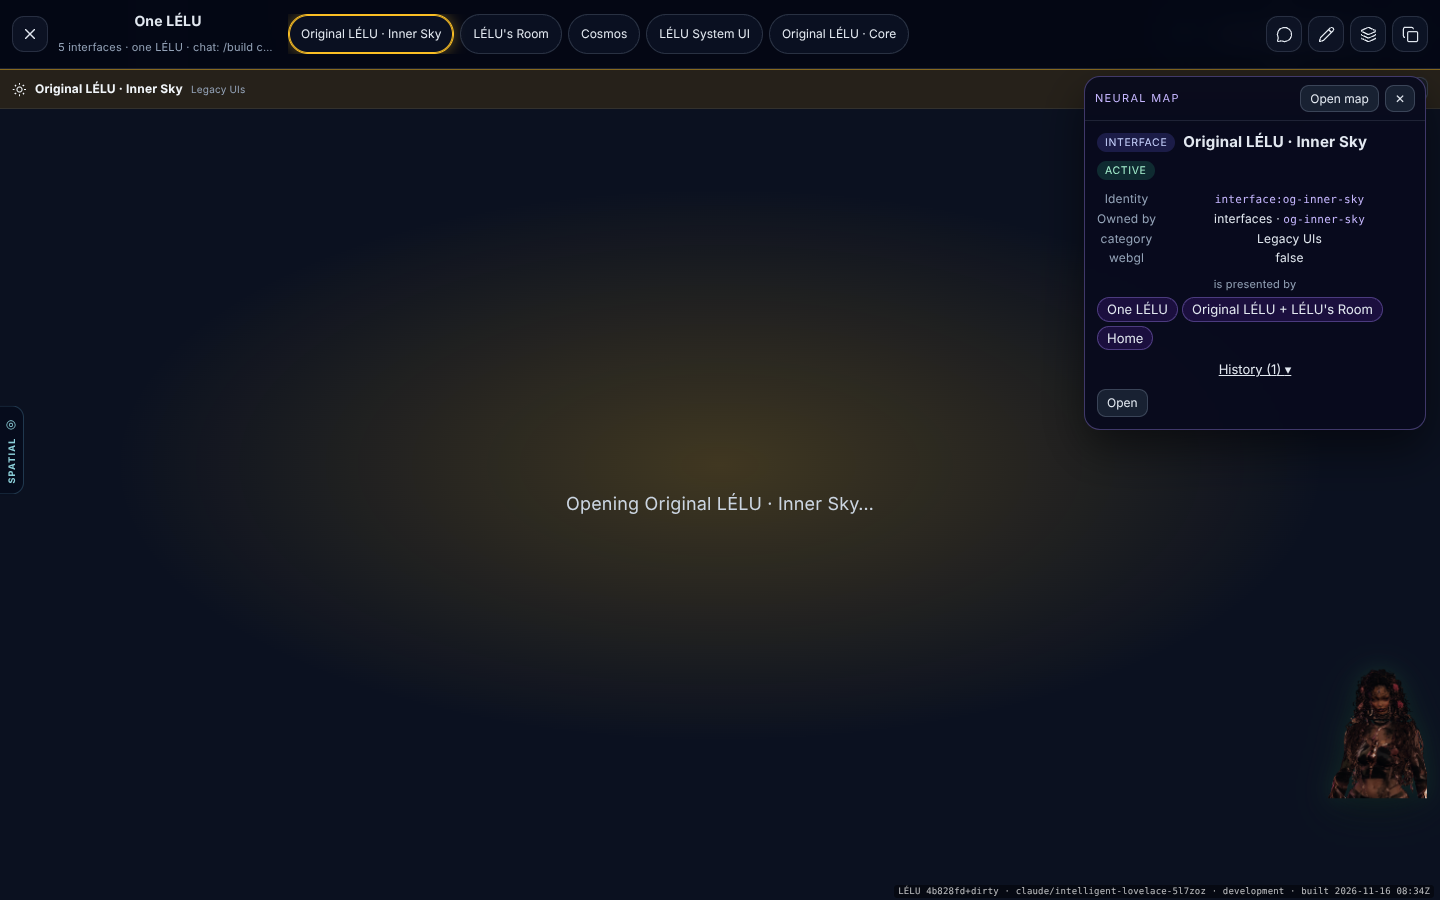 One LÉLU
5 interfaces · one LÉLU · chat: /build c...
Original LÉLU · Inner Sky
LÉLU's Room
Cosmos
LÉLU System UI
Original LÉLU · Core
Original LÉLU · Inner Sky Legacy UIs
NEURAL MAP
Open map
×
INTERFACE Original LÉLU · Inner Sky
ACTIVE
Identity interface:og-inner-sky
Owned by interfaces · og-inner-sky
category Legacy UIs
webgl false
is presented by
One LÉLU Original LÉLU + LÉLU's Room
Home
History (1) ▾
Open
SPATIAL ◎
Opening Original LÉLU · Inner Sky...
LÉLU 4b828fd+dirty · claude/intelligent-lovelace-5l7zoz · development · built 2026-11-16 08:34Z